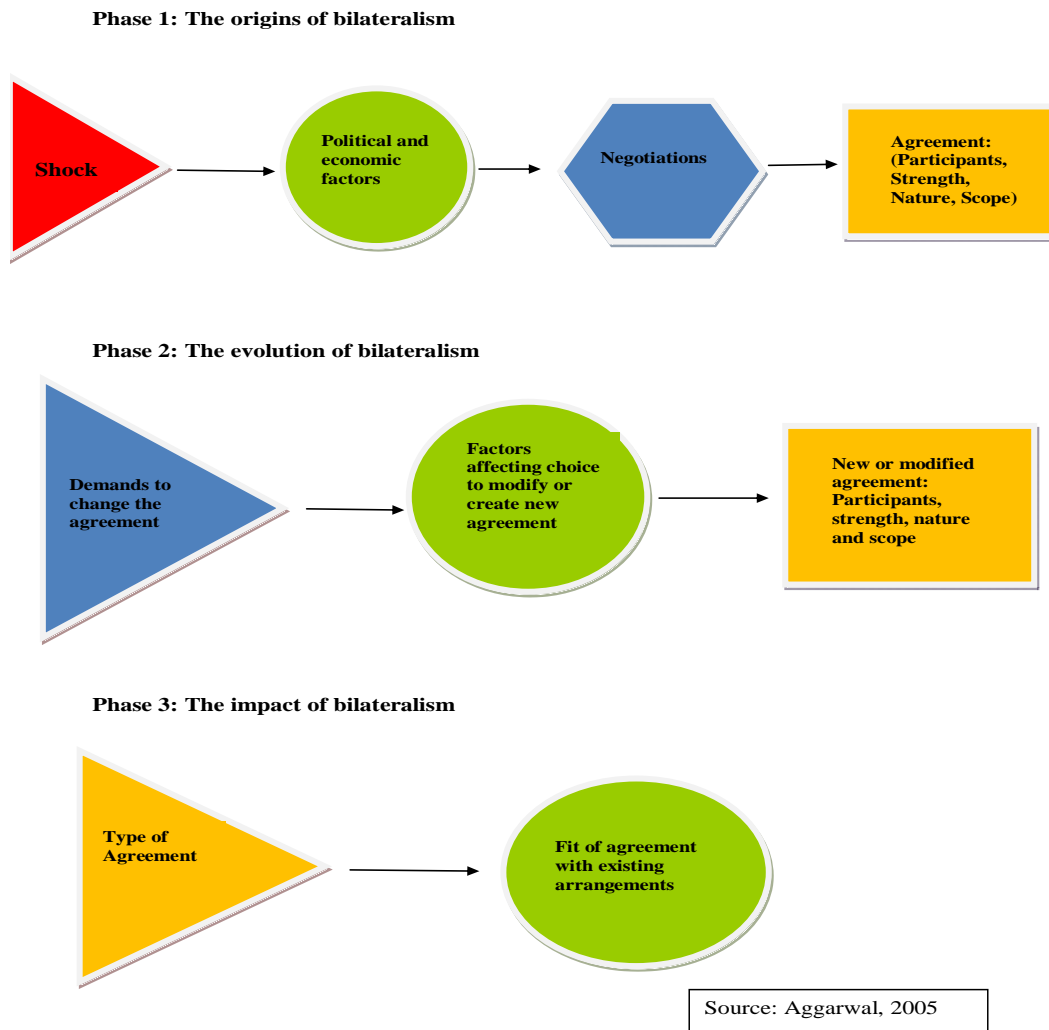 Phase 1: The origins of bilateralism
Shock
Political and
economic
factors
Negotiations
Agreement:
(Participants,
Strength,
Nature, Scope)
Phase 2: The evolution of bilateralism
Demands to
change the
agreement
Factors
affecting choice
to modify or
create new
agreement
New or modified
agreement:
Participants,
strength, nature
and scope
Phase 3: The impact of bilateralism
Type of
Agreement
Fit of agreement
with existing
arrangements
Source: Aggarwal, 2005